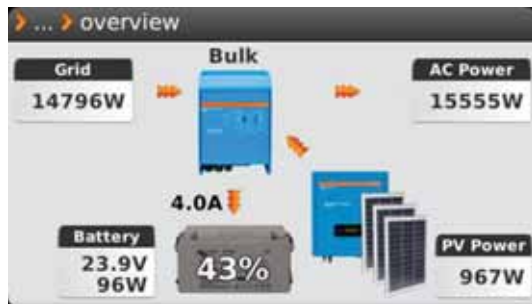 ... overview
Bulk
Grid
14796W
AC Power
15555W
4.0A
Battery
23.9V
96W
43%
PV Power
967W